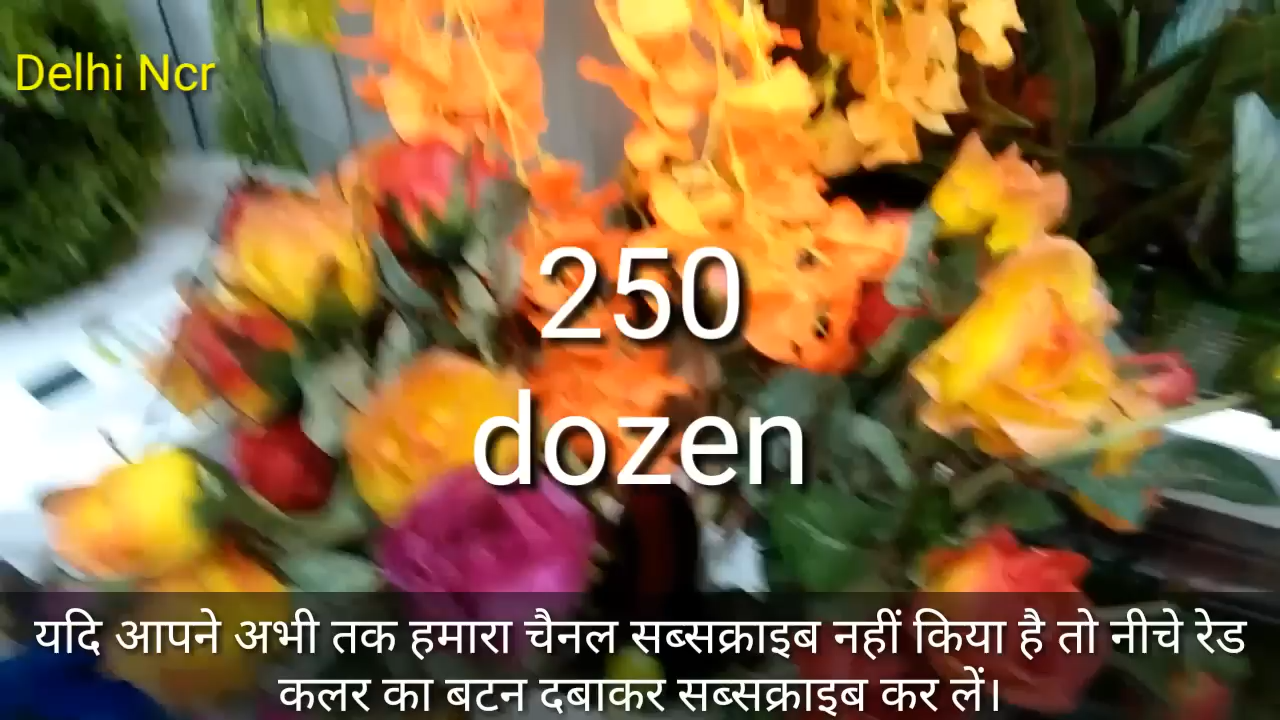 Delhi Ncr
250
dozen
यदि आपने अभी तक हमारा चैनल सब्सक्राइब नहीं किया है तो नीचे रेड
कलर का बटन दबाकर सब्सक्राइब कर लें।